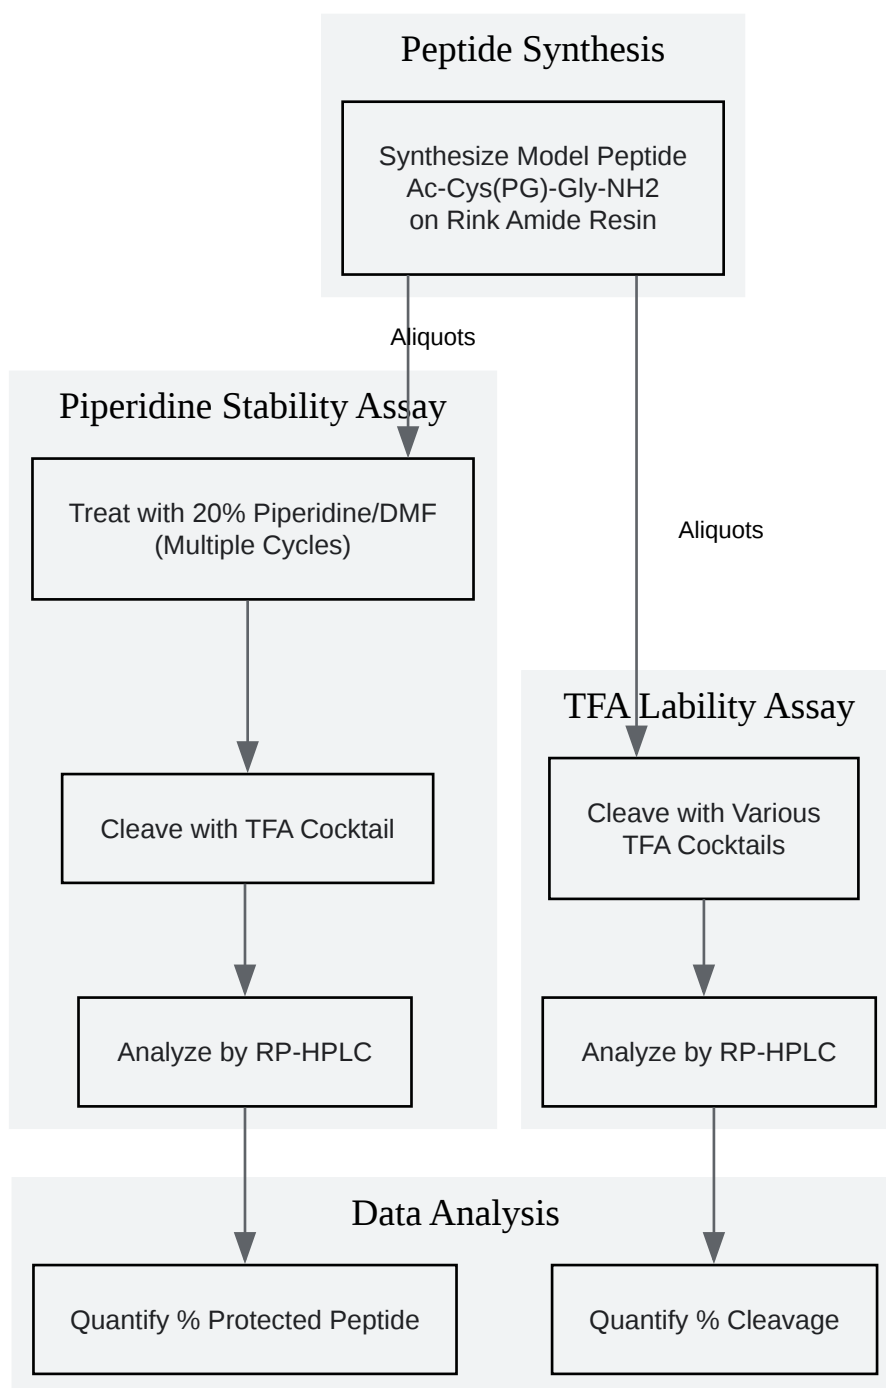 Peptide Synthesis
Synthesize Model Peptide
Ac-Cys(PG)-Gly-NH2
on Rink Amide Resin
Aliquots
Piperidine Stability Assay
Treat with 20% Piperidine/DMF
(Multiple Cycles)
Cleave with TFA Cocktail
Analyze by RP-HPLC
Aliquots
TFA Lability Assay
Cleave with Various
TFA Cocktails
Analyze by RP-HPLC
Data Analysis
Quantify % Protected Peptide
Quantify % Cleavage